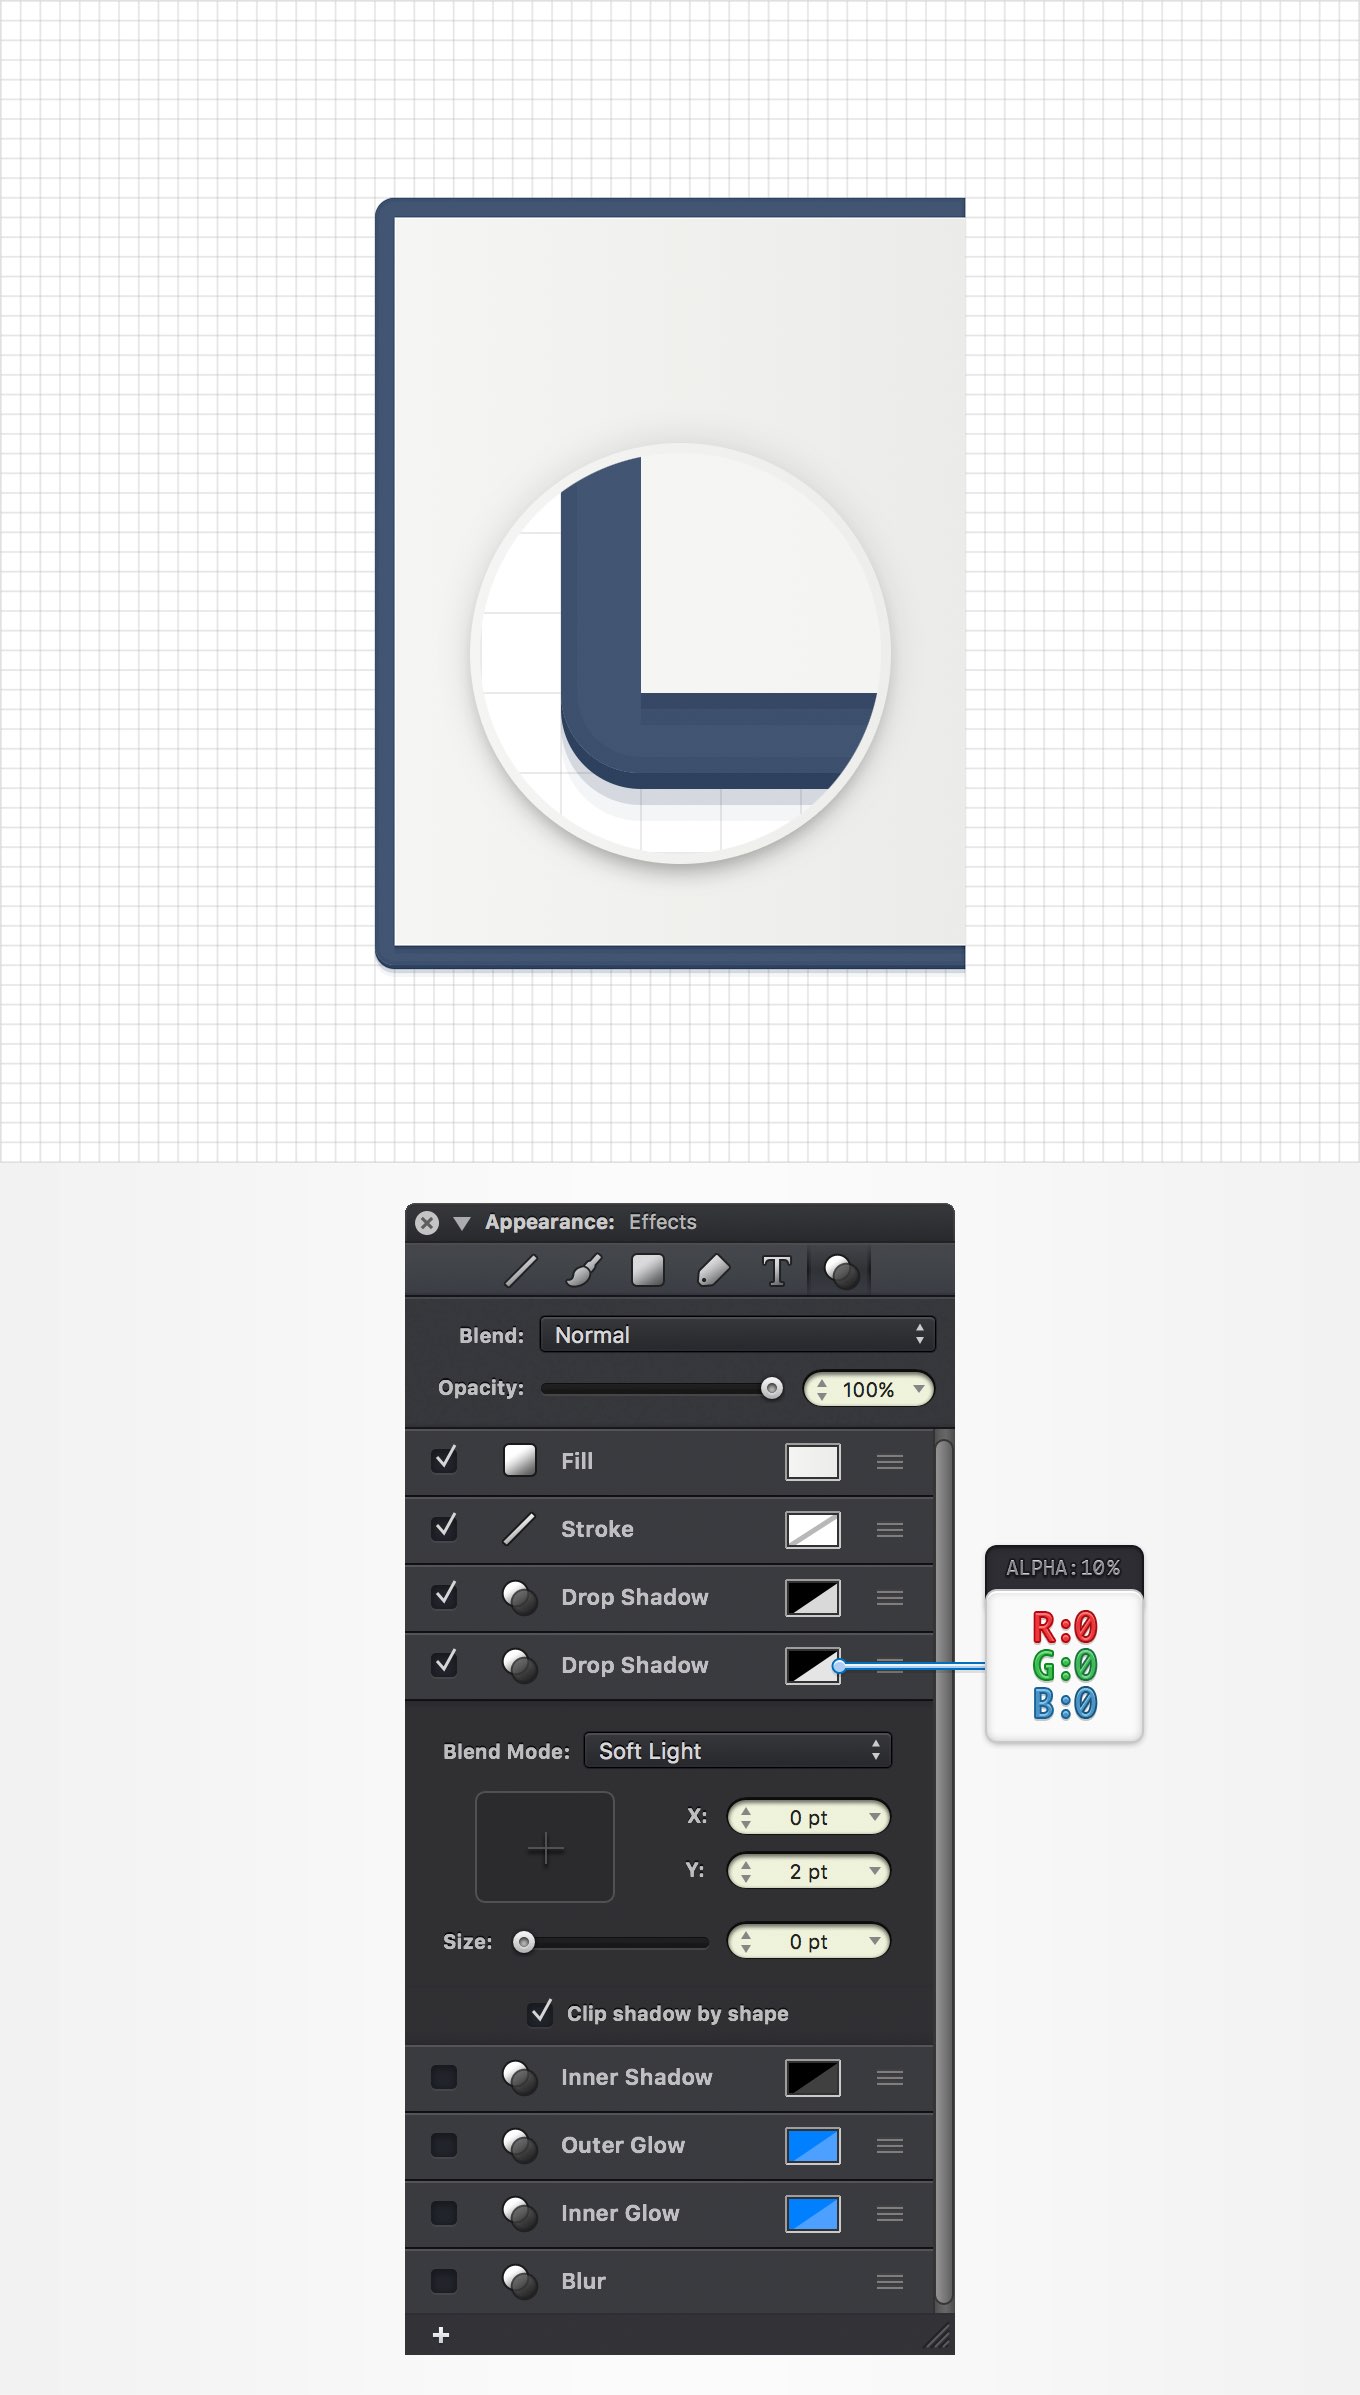 Appearance: Effects
T
Blend: Normal
Opacity: 100%
Fill
Stroke
Drop Shadow
Drop Shadow
ALPHA:10%
R:0
G:0
B:0
Blend Mode: Soft Light
X: 0 pt
Y: 2 pt
Size: 0 pt
Clip shadow by shape
Inner Shadow
Outer Glow
Inner Glow
Blur